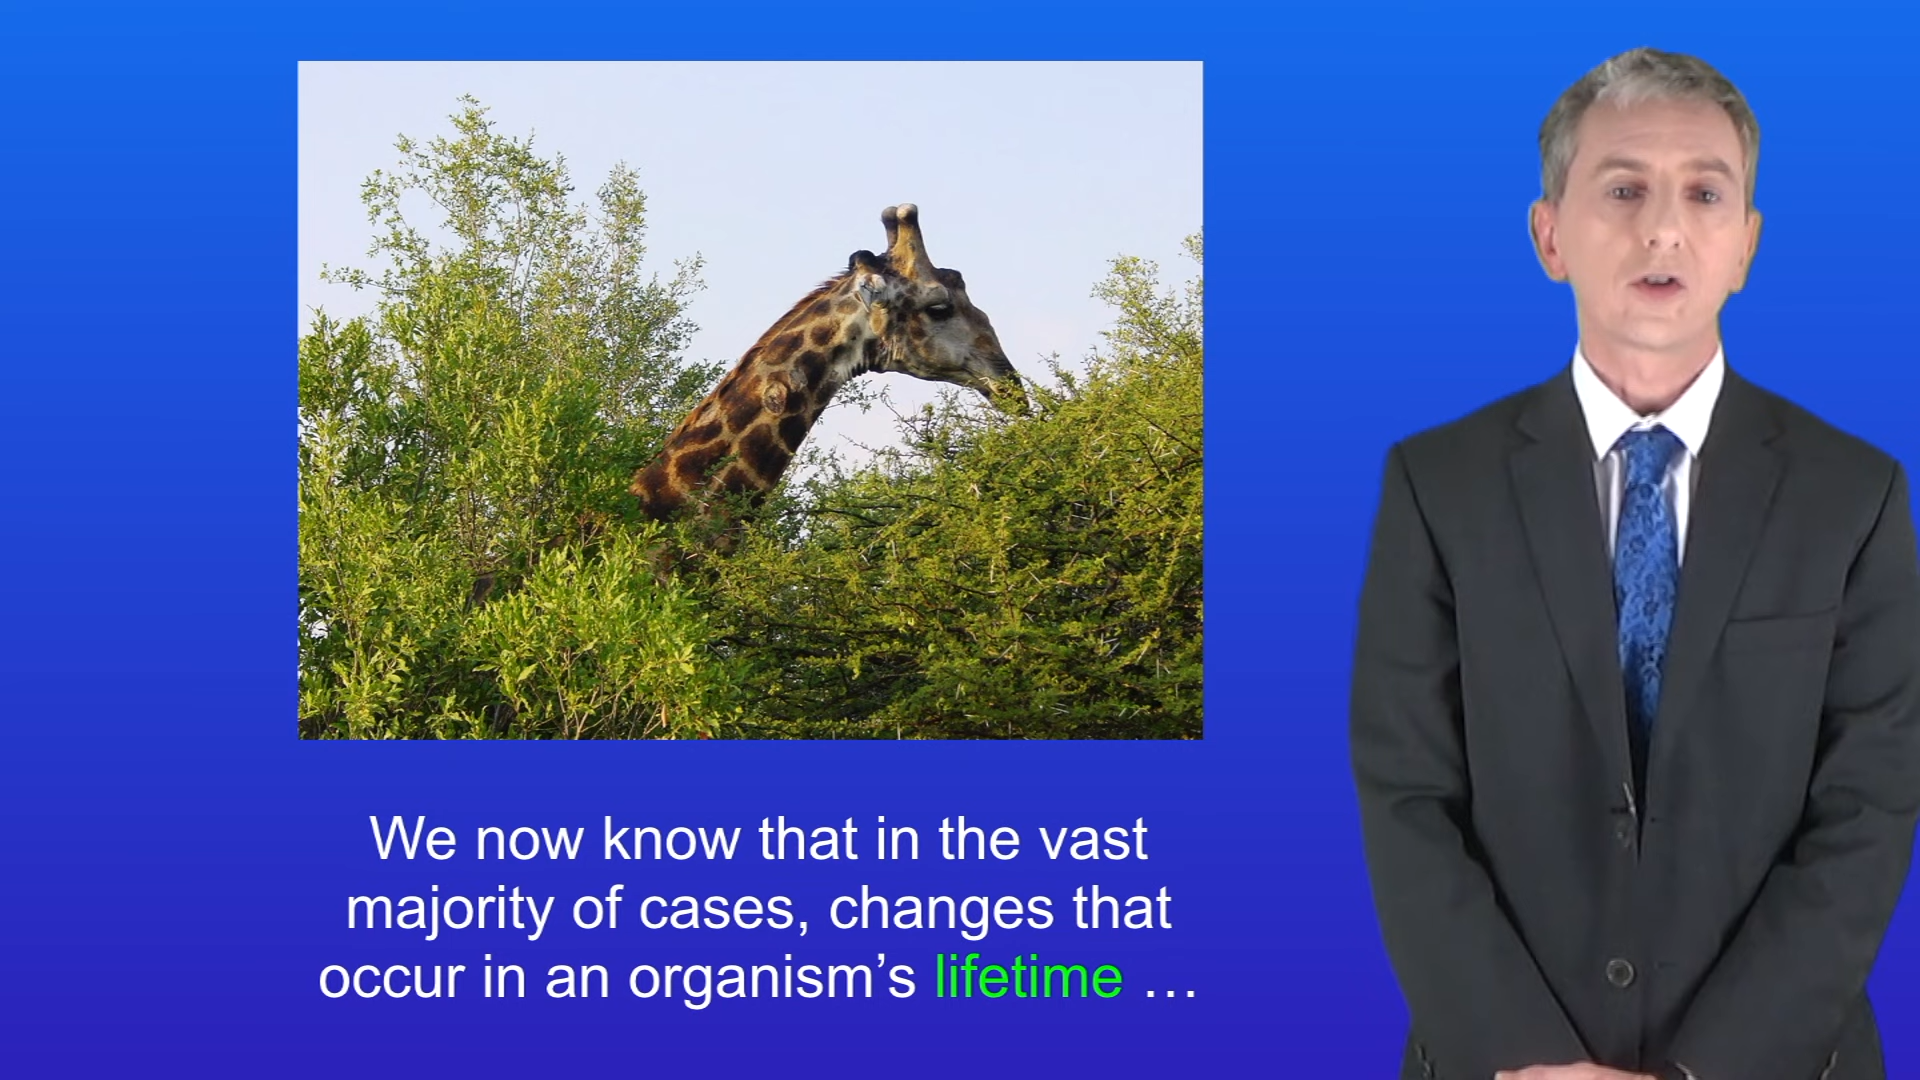 We now know that in the vast
majority of cases, changes that
occur in an organism’s lifetime …